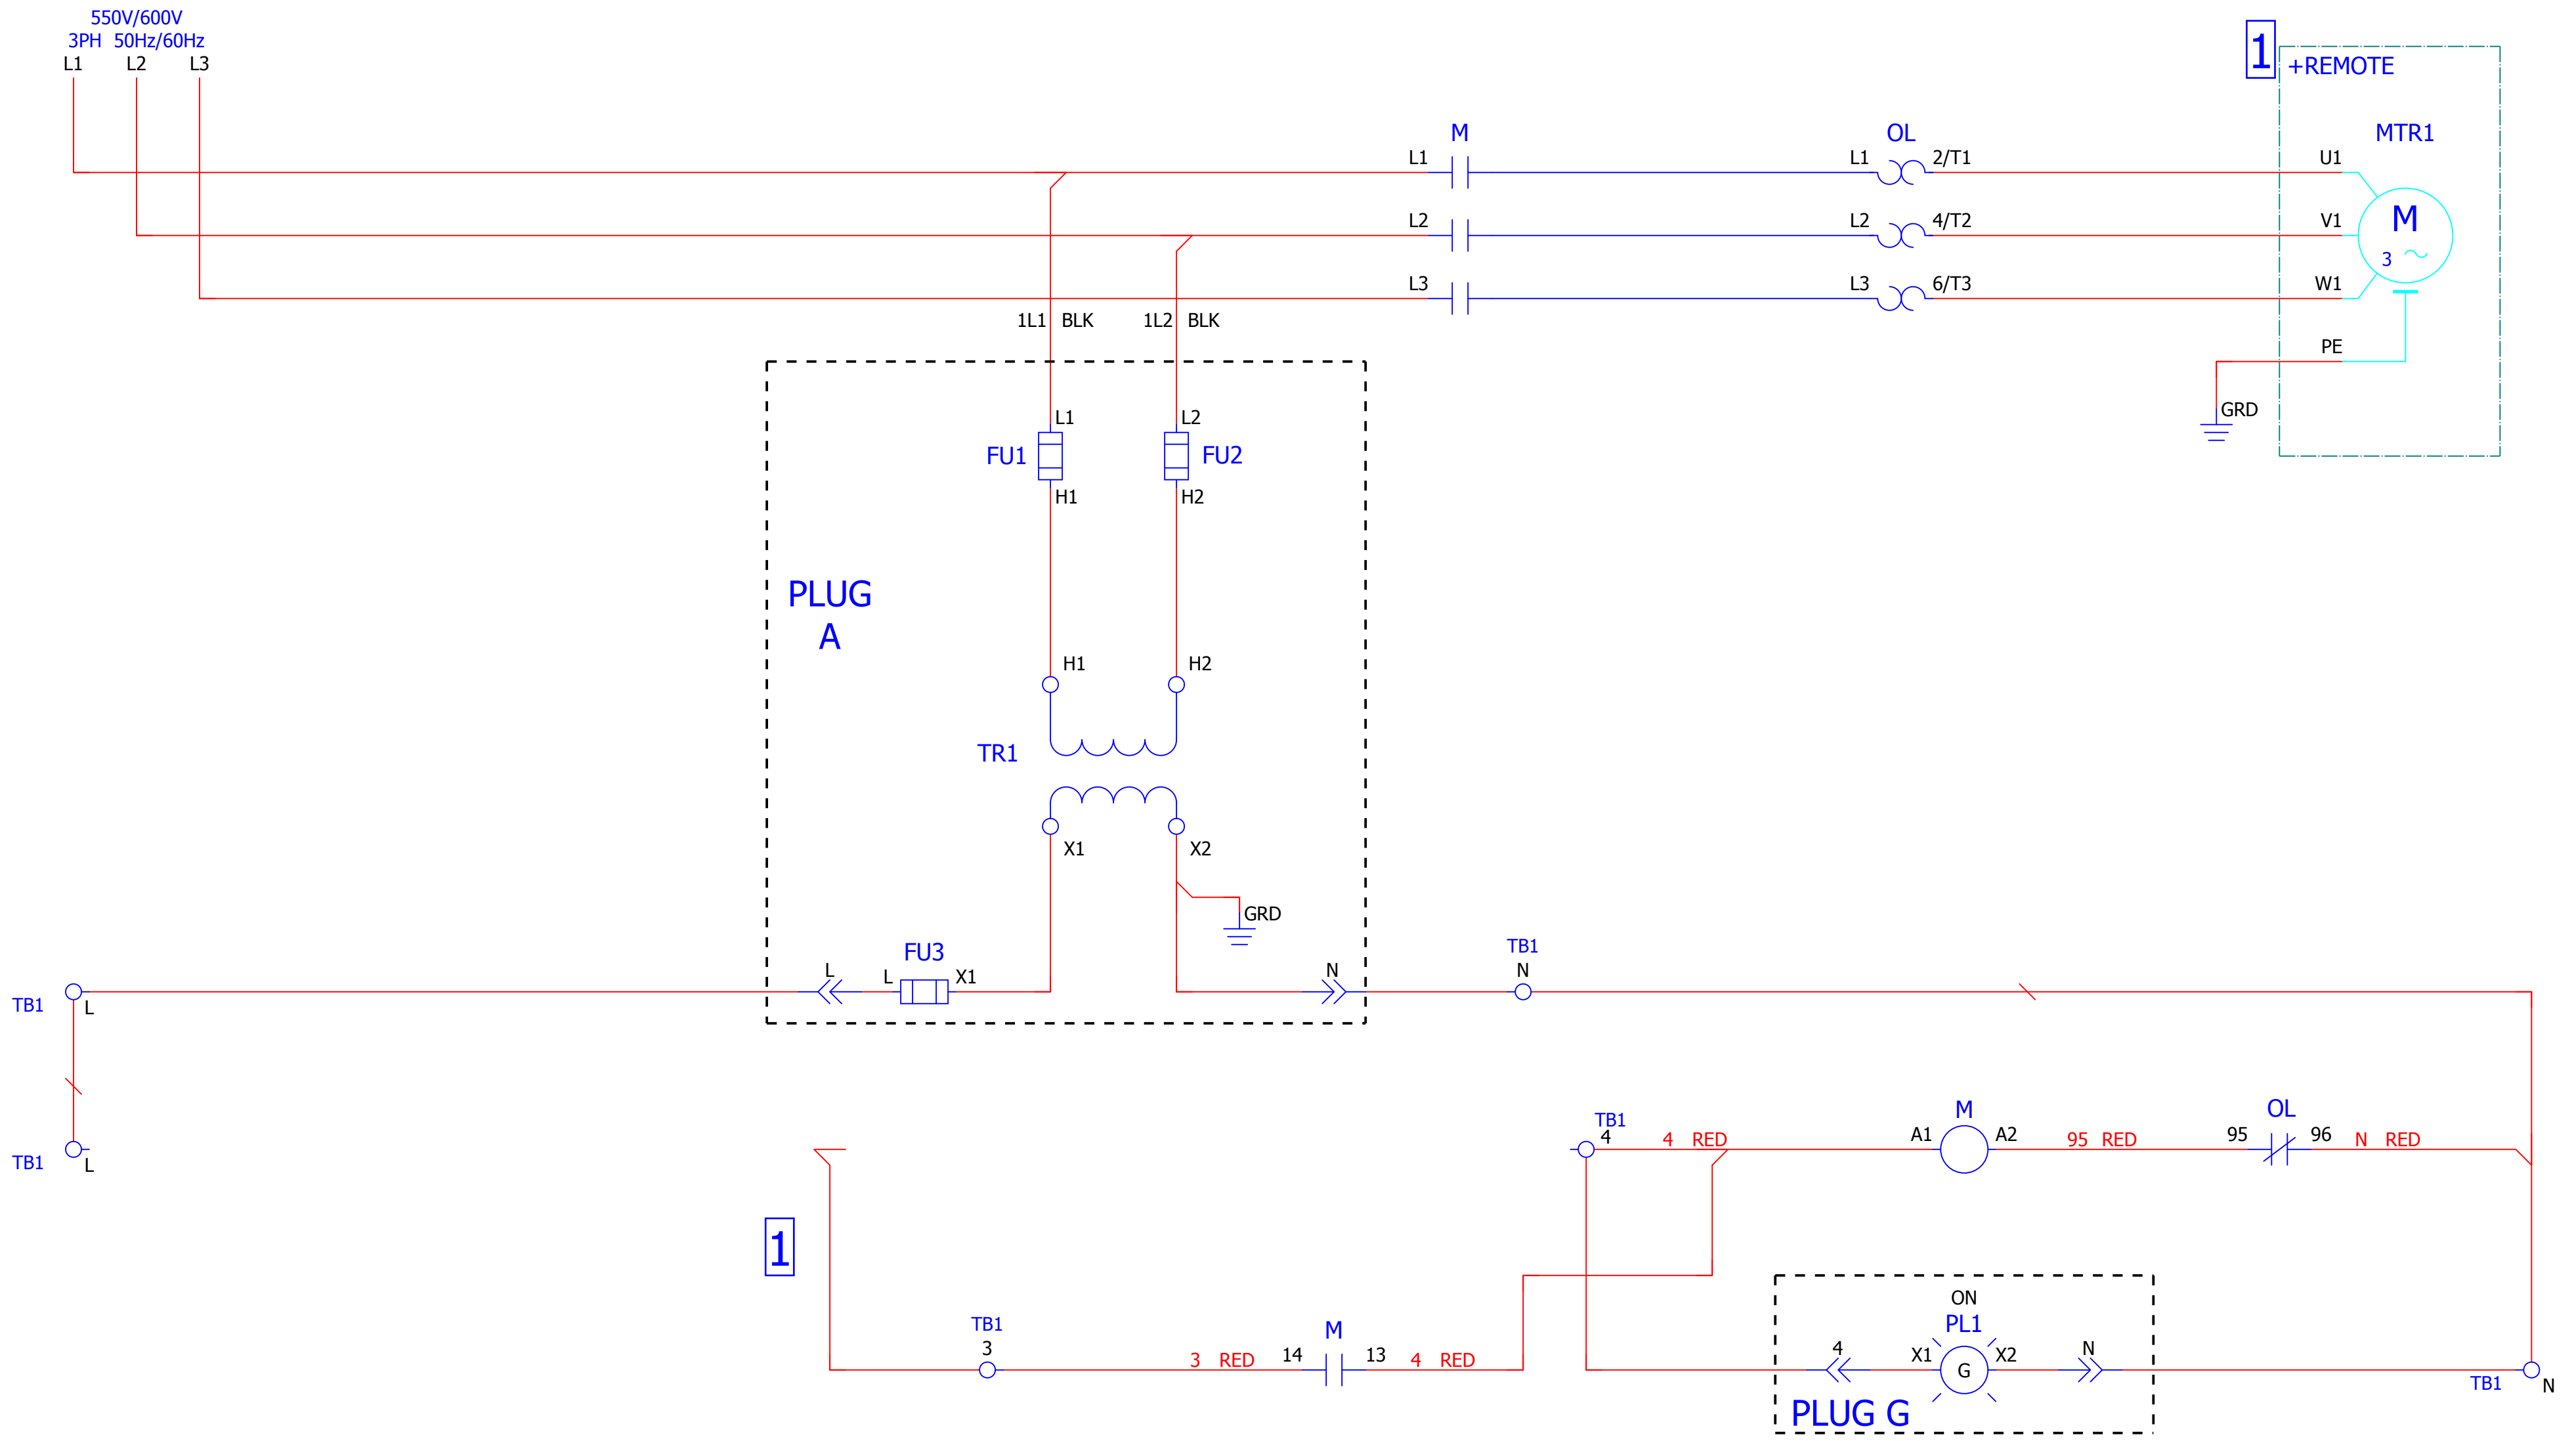 550V/600V
3PH 50Hz/60Hz
L1 L2 L3
1
+REMOTE
M OL MTR1
L1 L1 2/T1 U1
L2 L2 4/T2 V1
M
3
L3 L3 6/T3 W1
1L1 BLK 1L2 BLK
PE
GRD
L1 L2
FU1 FU2
H1 H2
PLUG
A
H1 H2
TR1
X1 X2
GRD
FU3
L L X1 N
TB1
N
TB1 L
TB1 L
TB1
4 4 RED
M
A1 A2
95 RED
OL
95 96
N RED
1
TB1
3
3 RED
M
14 13
4 RED
ON
PL1
4 X1 G X2 N
PLUG G
TB1 N